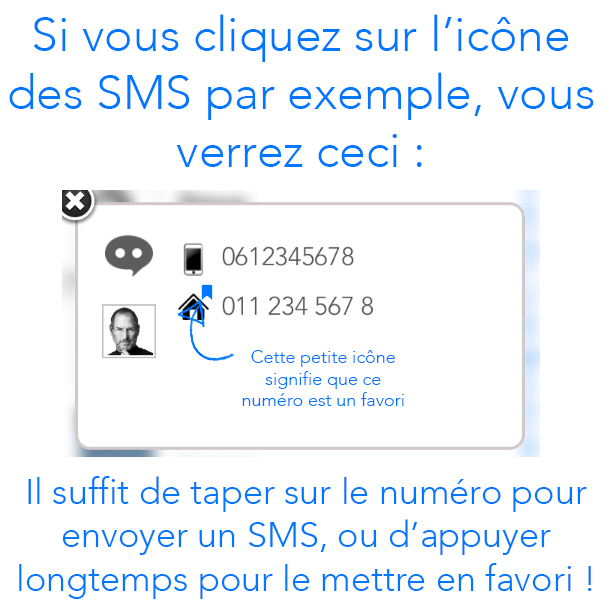 Si vous cliquez sur l’icône
des SMS par exemple, vous
verrez ceci :
0612345678
011 234 567 8
Cette petite icône
signifie que ce
numéro est un favori
Il suffit de taper sur le numéro pour
envoyer un SMS, ou d’appuyer
longtemps pour le mettre en favori !